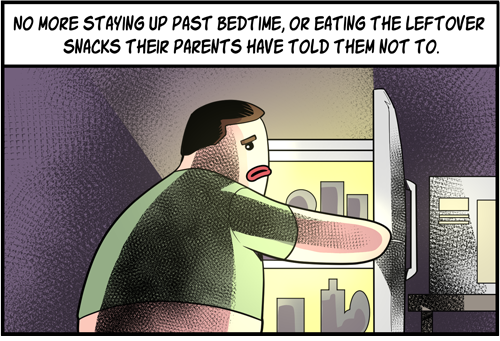 NO MORE STAYING UP PAST BEDTIME, OR EATING THE LEFTOVER
SNACKS THEIR PARENTS HAVE TOLD THEM NOT TO.